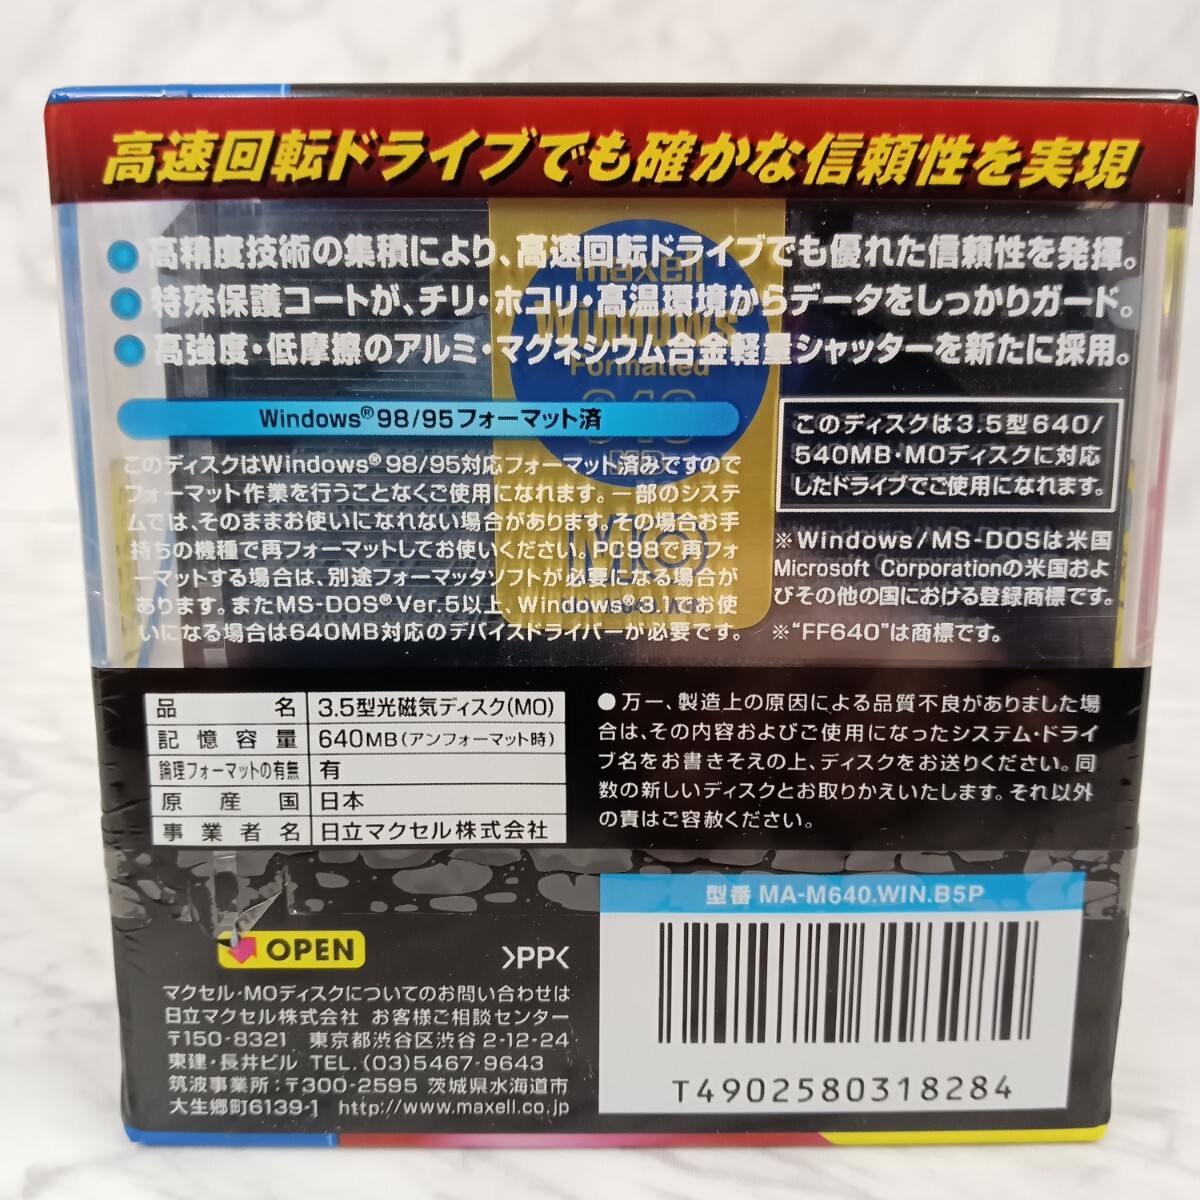 高速回転ドライブでも確かな信頼性を実現
●高精度技術の集積により、高速回転ドライブでも優れた信頼性を発揮。
●特殊保護コートが、チリ・ホコリ・高温環境からデータをしっかりガード。
●高強度・低摩擦のアルミ・マグネシウム合金軽量シャッターを新たに採用。
maxell
Windows
Formatted
640
MO
Windows®98/95フォーマット済
このディスクはWindows®98/95対応フォーマット済みですので
フォーマット作業を行うことなくご使用になれます。一部のシステ
ムでは、そのままお使いになれない場合があります。その場合お手
持ちの機種で再フォーマットしてお使いください。PC98で再フォ
ーマットする場合は、別途フォーマッタソフトが必要になる場合が
あります。またMS-DOS®Ver.5以上、Windows®3.1でお使
いになる場合は640MB対応のデバイスドライバーが必要です。
このディスクは3.5型640/
540MB・MOディスクに対応
したドライブでご使用になれます。
※Windows/MS-DOSは米国
Microsoft Corporationの米国およ
びその他の国における登録商標です。
※"FF640"は商標です。
品名 3.5型光磁気ディスク(MO)
記憶容量 640MB(アンフォーマット時)
論理フォーマットの有無 有
原産国 日本
事業者名 日立マクセル株式会社
●万一、製造上の原因による品質不良がありました場
合は、その内容およびご使用になったシステム・ドライ
ブ名をお書きそえの上、ディスクをお送りください。同
数の新しいディスクとお取りかえいたします。それ以外
の責はご容赦ください。
OPEN
>PP<
マクセル・MOディスクについてのお問い合わせは
日立マクセル株式会社 お客様ご相談センター
〒150-8321 東京都渋谷区渋谷2-12-24
東建・長井ビル TEL.(03)5467-9643
筑波事業所:〒300-2595 茨城県水海道市
大生郷町6139-1 http://www.maxell.co.jp
型番 MA-M640.WIN.B5P
T4902580318284